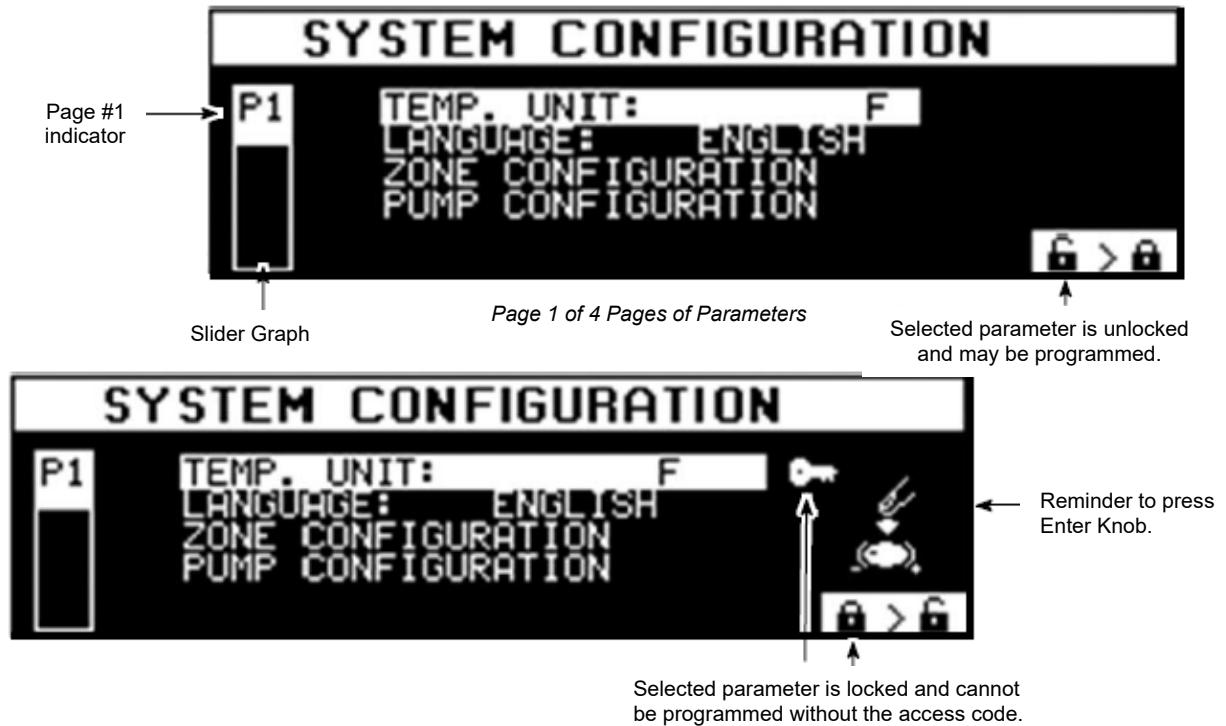 SYSTEM CONFIGURATION
Page #1
indicator
P1
TEMP. UNIT: F
LANGUAGE: ENGLISH
ZONE CONFIGURATION
PUMP CONFIGURATION
>
Slider Graph
Page 1 of 4 Pages of Parameters
Selected parameter is unlocked
and may be programmed.
SYSTEM CONFIGURATION
P1
TEMP. UNIT: F
LANGUAGE: ENGLISH
ZONE CONFIGURATION
PUMP CONFIGURATION
>
Reminder to press
Enter Knob.
Selected parameter is locked and cannot
be programmed without the access code.